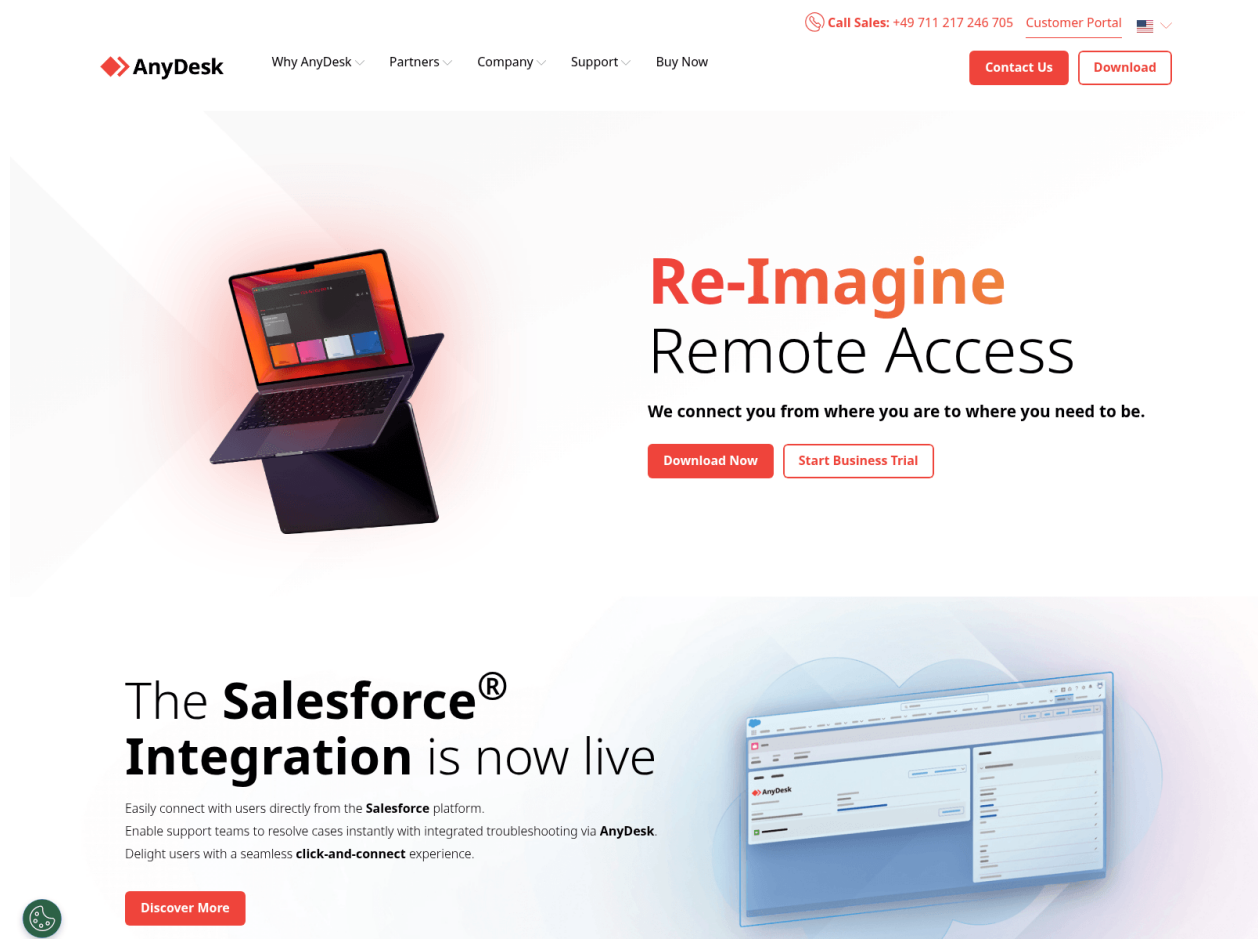 Call Sales: +49 711 217 246 705 Customer Portal
AnyDesk Why AnyDesk Partners Company Support Buy Now Contact Us Download
Re-Imagine
Remote Access
We connect you from where you are to where you need to be.
Download Now Start Business Trial
The Salesforce®
Integration is now live
Easily connect with users directly from the Salesforce platform.
Enable support teams to resolve cases instantly with integrated troubleshooting via AnyDesk.
Delight users with a seamless click-and-connect experience.
Discover More
AnyDesk